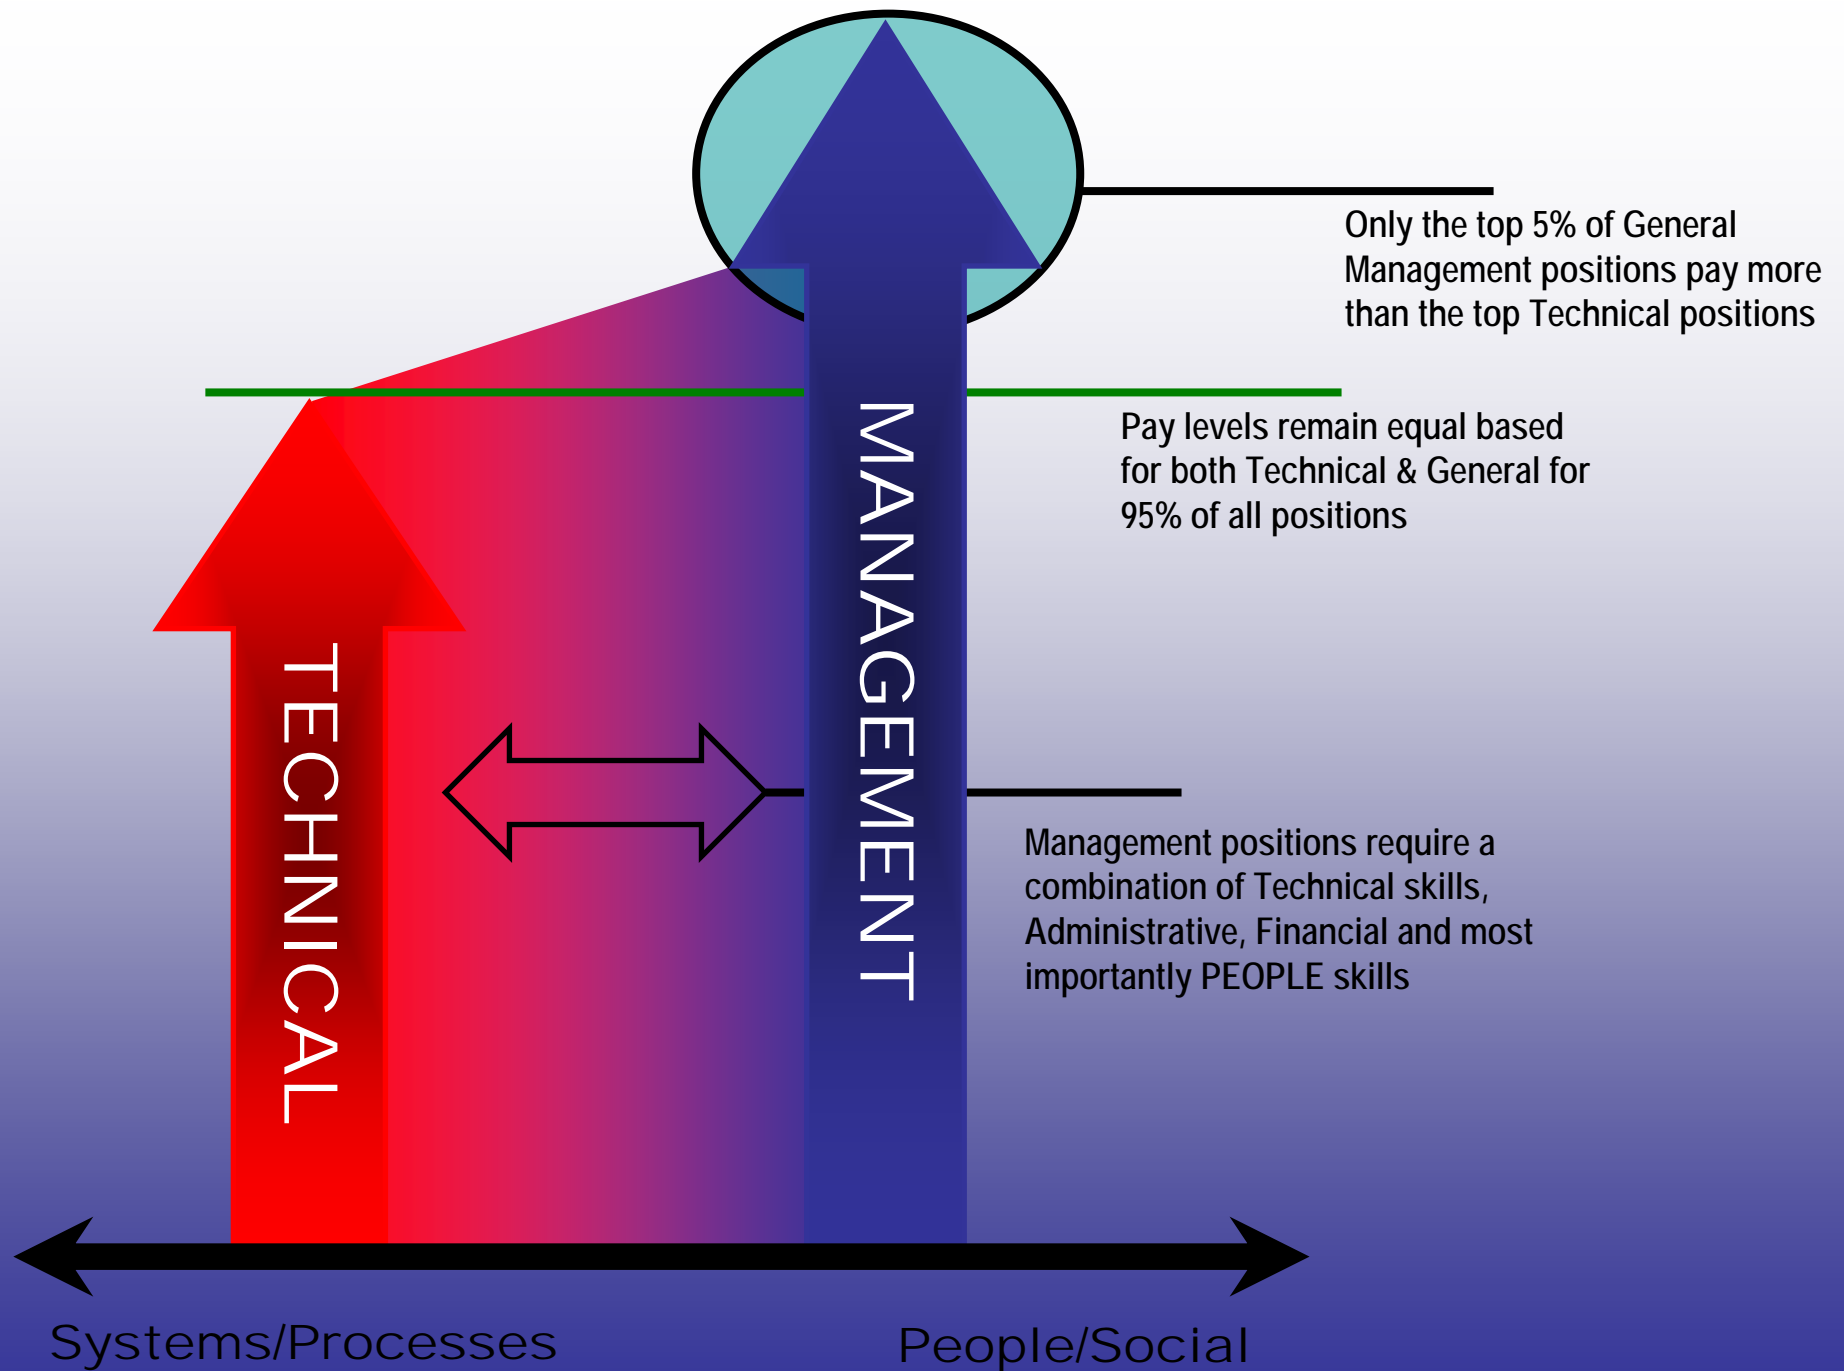 Only the top 5% of General
Management positions pay more
than the top Technical positions
Pay levels remain equal based
for both Technical & General for
95% of all positions
MANAGEMENT
TECHNICAL
Management positions require a
combination of Technical skills,
Administrative, Financial and most
importantly PEOPLE skills
Systems/Processes
People/Social